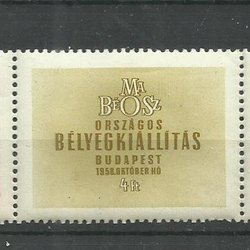 MA
BÉOSZ
ORSZÁGOS
BÉLYEGKIÁLLÍTÁS
BUDAPEST
1958.OKTÓBER HÓ
4 Ft